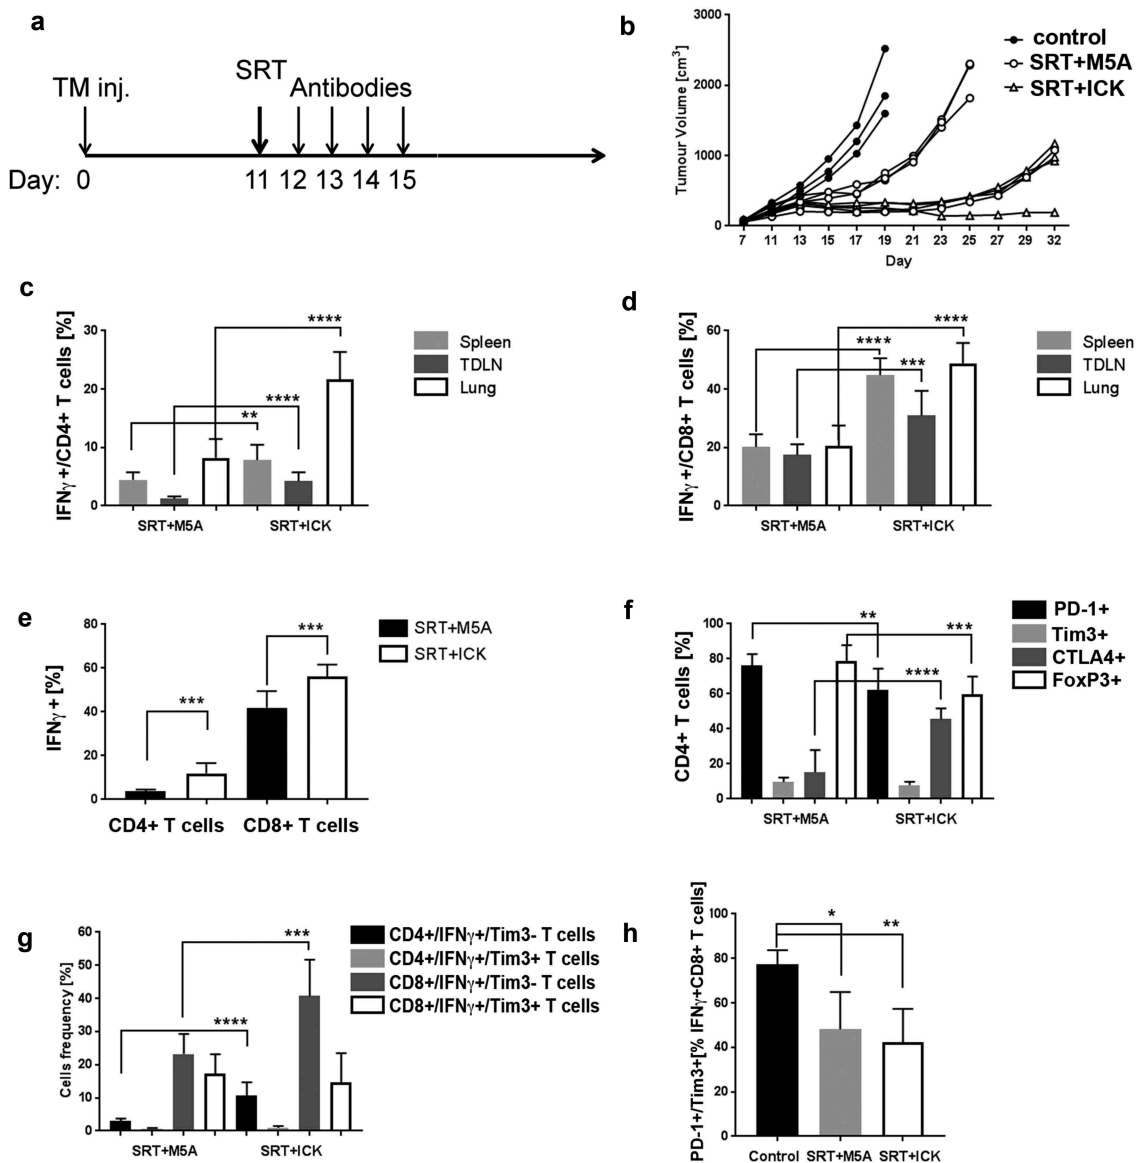 a
SRT
TM inj.
Antibodies
Day: 0 11 12 13 14 15
b
control
SRT+M5A
SRT+ICK
Tumour Volume [cm³]
3000
2000
1000
0
7 11 13 15 17 19 21 23 25 27 29 32
Day
c
IFNγ+/CD4+ T cells [%]
30
20
10
0
**
****
****
Spleen
TDLN
Lung
SRT+M5A SRT+ICK
d
IFNγ+/CD8+ T cells [%]
60
40
20
0
****
***
****
Spleen
TDLN
Lung
SRT+M5A SRT+ICK
e
IFNγ+ [%]
80
60
40
20
0
***
***
SRT+M5A
SRT+ICK
CD4+ T cells CD8+ T cells
f
CD4+ T cells [%]
100
80
60
40
20
0
**
***
****
PD-1+
Tim3+
CTLA4+
FoxP3+
SRT+M5A SRT+ICK
g
Cells frequency [%]
60
50
40
30
20
10
0
***
****
CD4+/IFNγ+/Tim3- T cells
CD4+/IFNγ+/Tim3+ T cells
CD8+/IFNγ+/Tim3- T cells
CD8+/IFNγ+/Tim3+ T cells
SRT+M5A SRT+ICK
h
PD-1+/Tim3+[% IFNγ+CD8+ T cells]
100
80
60
40
20
0
*
**
Control SRT+M5A SRT+ICK